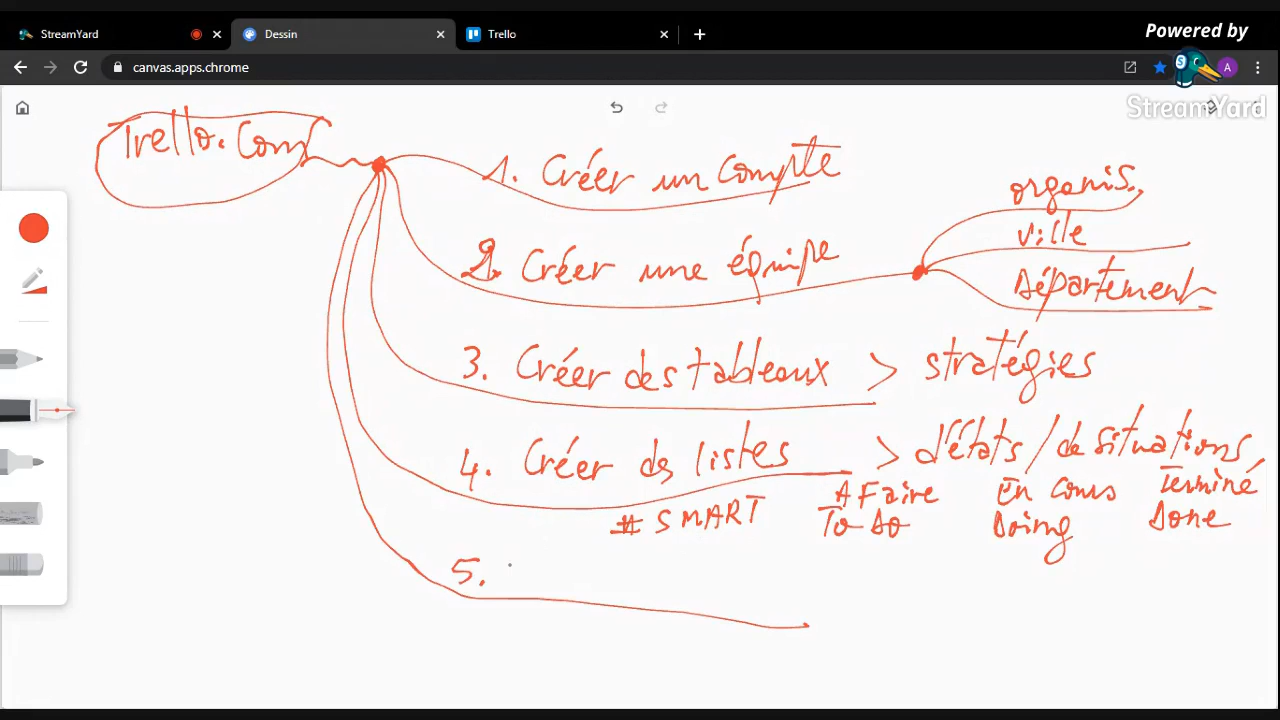 Powered by
StreamYard
Dessin
Trello
canvas.apps.chrome
A
StreamYard
Trello.Com
1. Créer un compte
organis.
ville
2. Créer une équipe
Département
3. Créer des tableaux > stratégies
4. Créer des listes > d'états / de situations
A Faire En cours Terminé
# SMART To Do Doing Done
5.